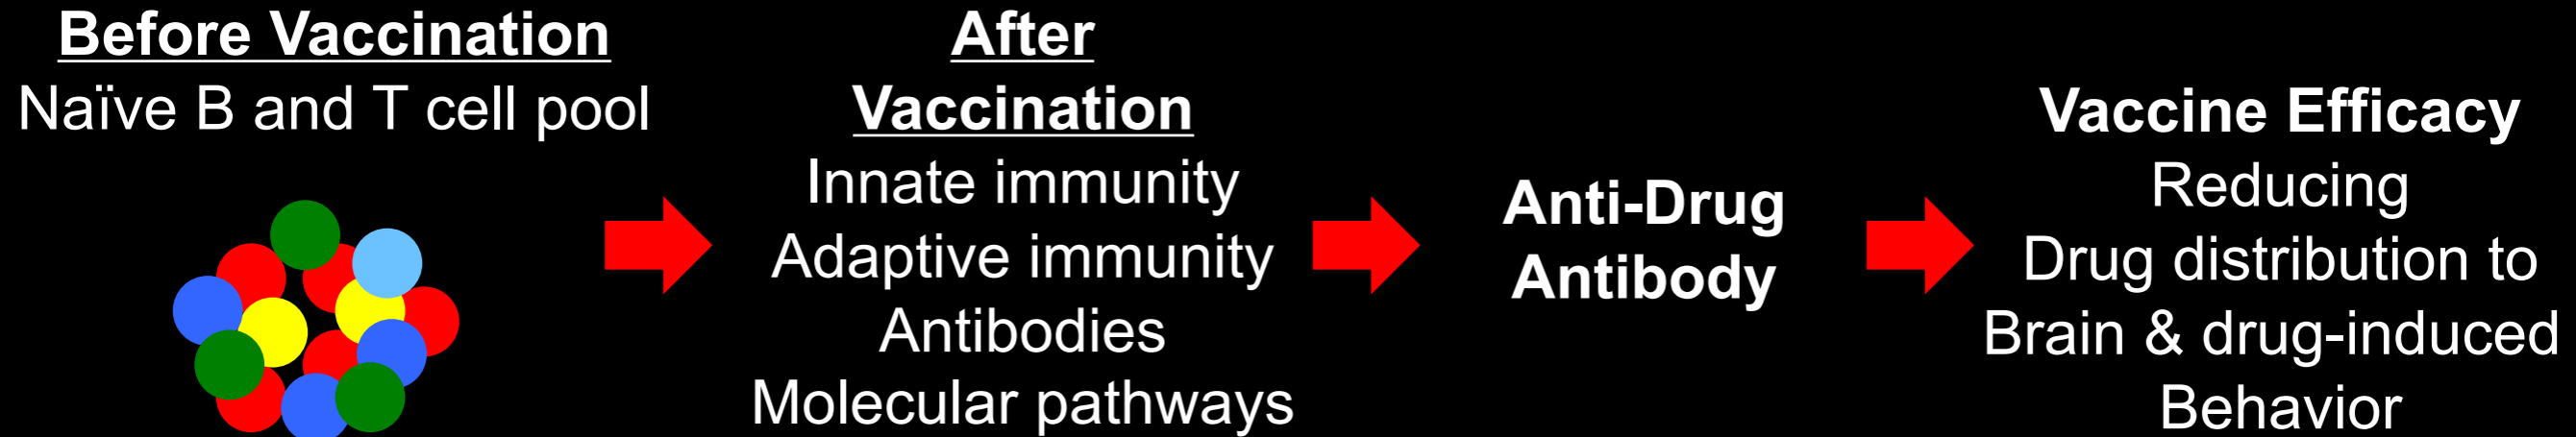 Before Vaccination
Naïve B and T cell pool
After
Vaccination
Innate immunity
Adaptive immunity
Antibodies
Molecular pathways
Anti-Drug
Antibody
Vaccine Efficacy
Reducing
Drug distribution to
Brain & drug-induced
Behavior